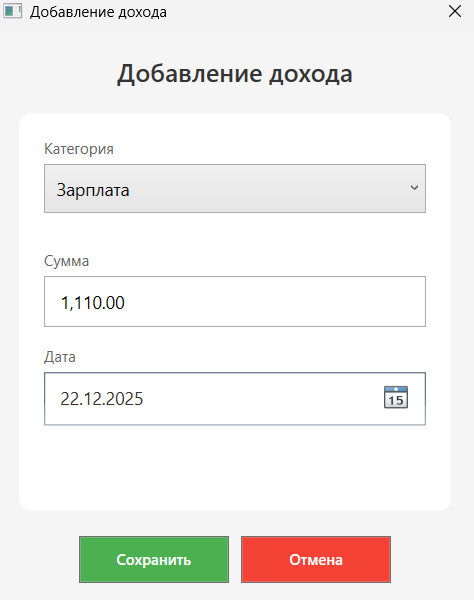 Добавление дохода
Добавление дохода
Категория
Зарплата
Сумма
1,110.00
Дата
22.12.2025
15
Сохранить
Отмена